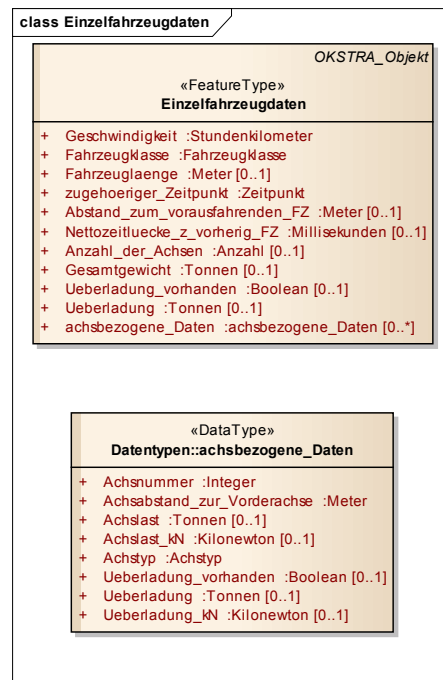 class Einzelfahrzeugdaten
OKSTRA_Objekt
«FeatureType»
Einzelfahrzeugdaten
+ Geschwindigkeit :Stundenkilometer
+ Fahrzeugklasse :Fahrzeugklasse
+ Fahrzeuglaenge :Meter [0..1]
+ zugehoeriger_Zeitpunkt :Zeitpunkt
+ Abstand_zum_vorausfahrenden_FZ :Meter [0..1]
+ Nettozeitluecke_z_vorherig_FZ :Millisekunden [0..1]
+ Anzahl_der_Achsen :Anzahl [0..1]
+ Gesamtgewicht :Tonnen [0..1]
+ Ueberladung_vorhanden :Boolean [0..1]
+ Ueberladung :Tonnen [0..1]
+ achsbezogene_Daten :achsbezogene_Daten [0..*]
«DataType»
Datentypen::achsbezogene_Daten
+ Achsnummer :Integer
+ Achsabstand_zur_Vorderachse :Meter
+ Achslast :Tonnen [0..1]
+ Achslast_kN :Kilonewton [0..1]
+ Achstyp :Achstyp
+ Ueberladung_vorhanden :Boolean [0..1]
+ Ueberladung :Tonnen [0..1]
+ Ueberladung_kN :Kilonewton [0..1]